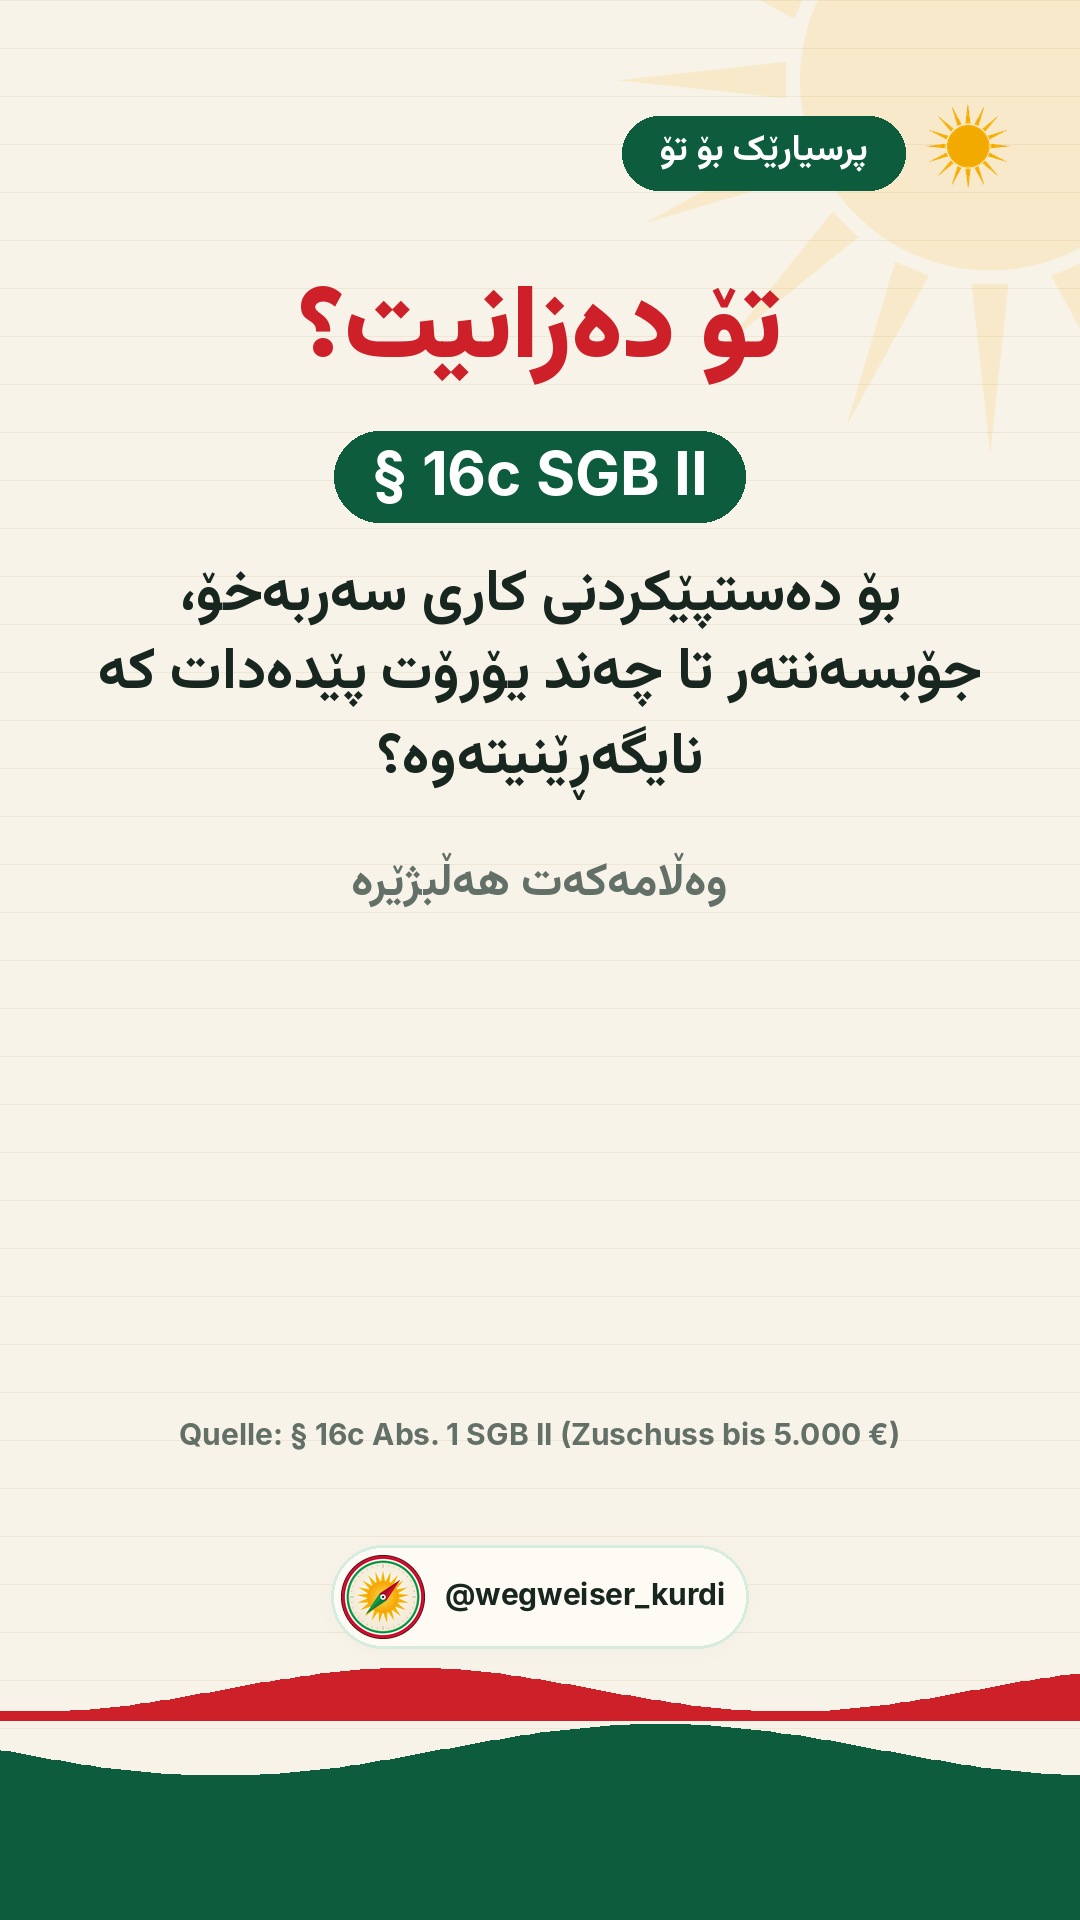 پرسیارێک بۆ تۆ
تۆ دەزانیت؟
§ 16c SGB II
بۆ دەستپێکردنی کاری سەربەخۆ،
جۆبسەنتەر تا چەند یۆرۆت پێدەدات کە
نایگەڕێنیتەوە؟
وەڵامەکەت هەڵبژێرە
Quelle: § 16c Abs. 1 SGB II (Zuschuss bis 5.000 €)
@wegweiser_kurdi